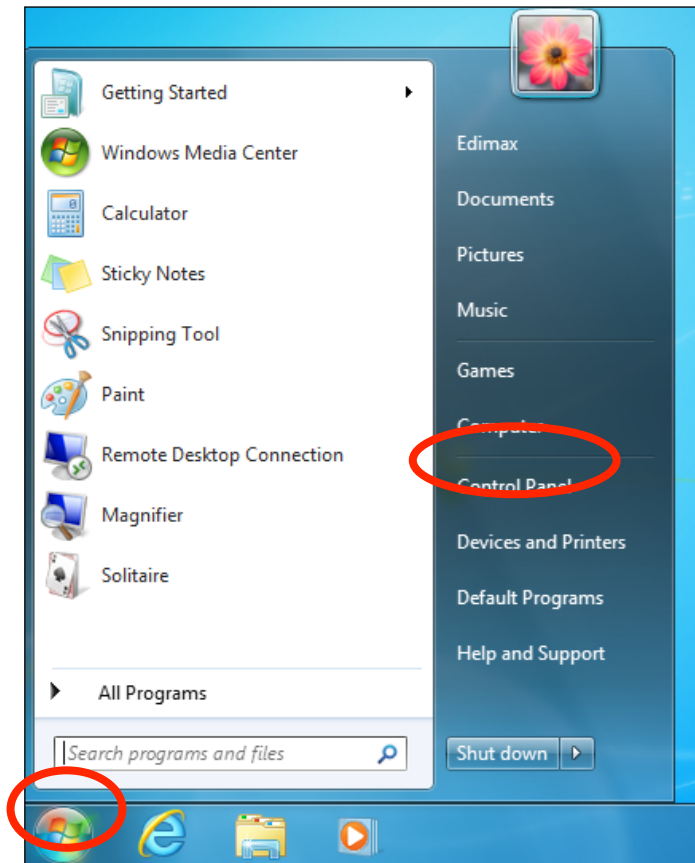 Getting Started
Windows Media Center
Calculator
Sticky Notes
Snipping Tool
Paint
Remote Desktop Connection
Magnifier
Solitaire
All Programs
Search programs and files
Edimax
Documents
Pictures
Music
Games
Computer
Control Panel
Devices and Printers
Default Programs
Help and Support
Shut down